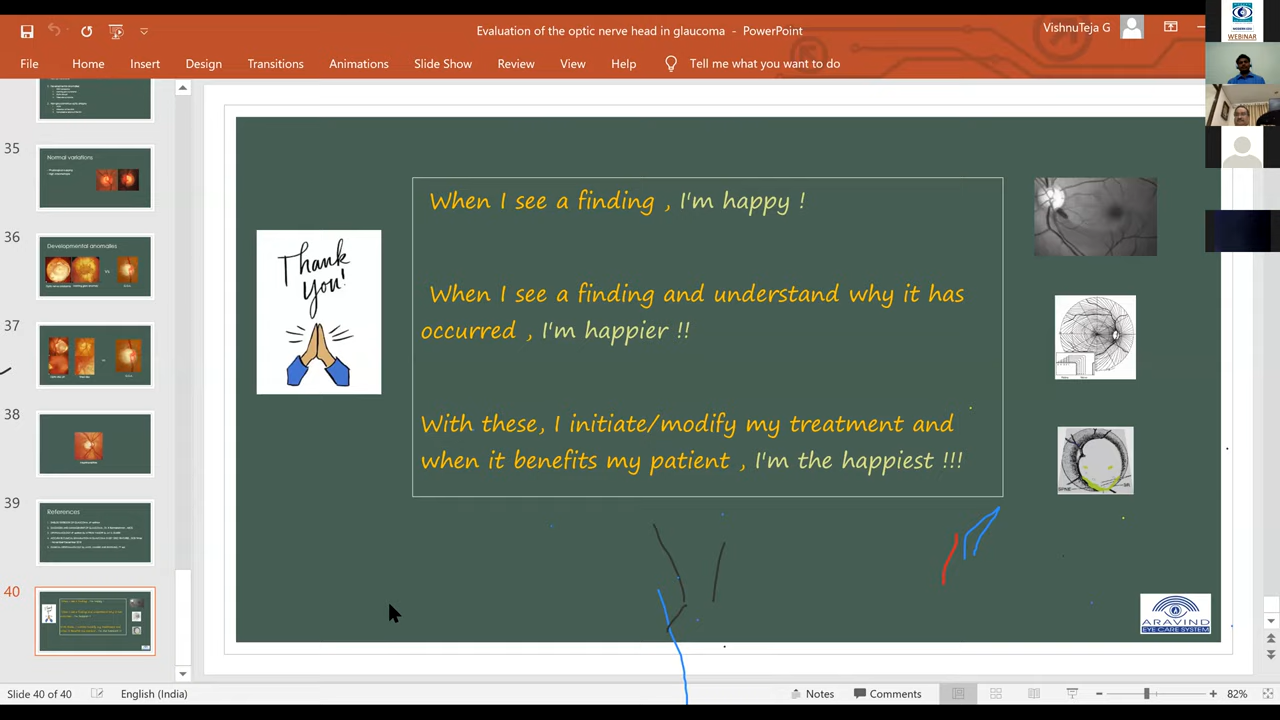 Evaluation of the optic nerve head in glaucoma - PowerPoint
VishnuTeja G
WEBINAR
File Home Insert Design Transitions Animations Slide Show Review View Help Tell me what you want to do
35
Normal variations
36
Developmental anomalies
37
38
39
References
40
Thank
you!
When I see a finding , I'm happy !
When I see a finding and understand why it has
occurred , I'm happier !!
With these, I initiate/modify my treatment and
when it benefits my patient , I'm the happiest !!!
ARAVIND
EYE CARE SYSTEM
Slide 40 of 40 English (India) Notes Comments 82%